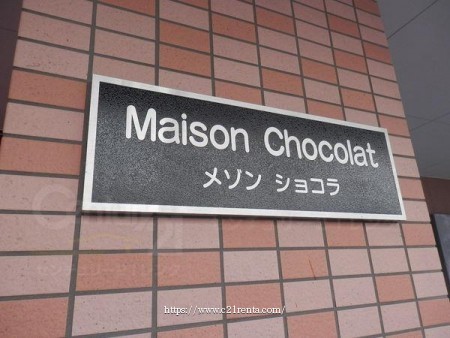 Maison Chocolat
メゾン ショコラ
https://www.c21renta.com/